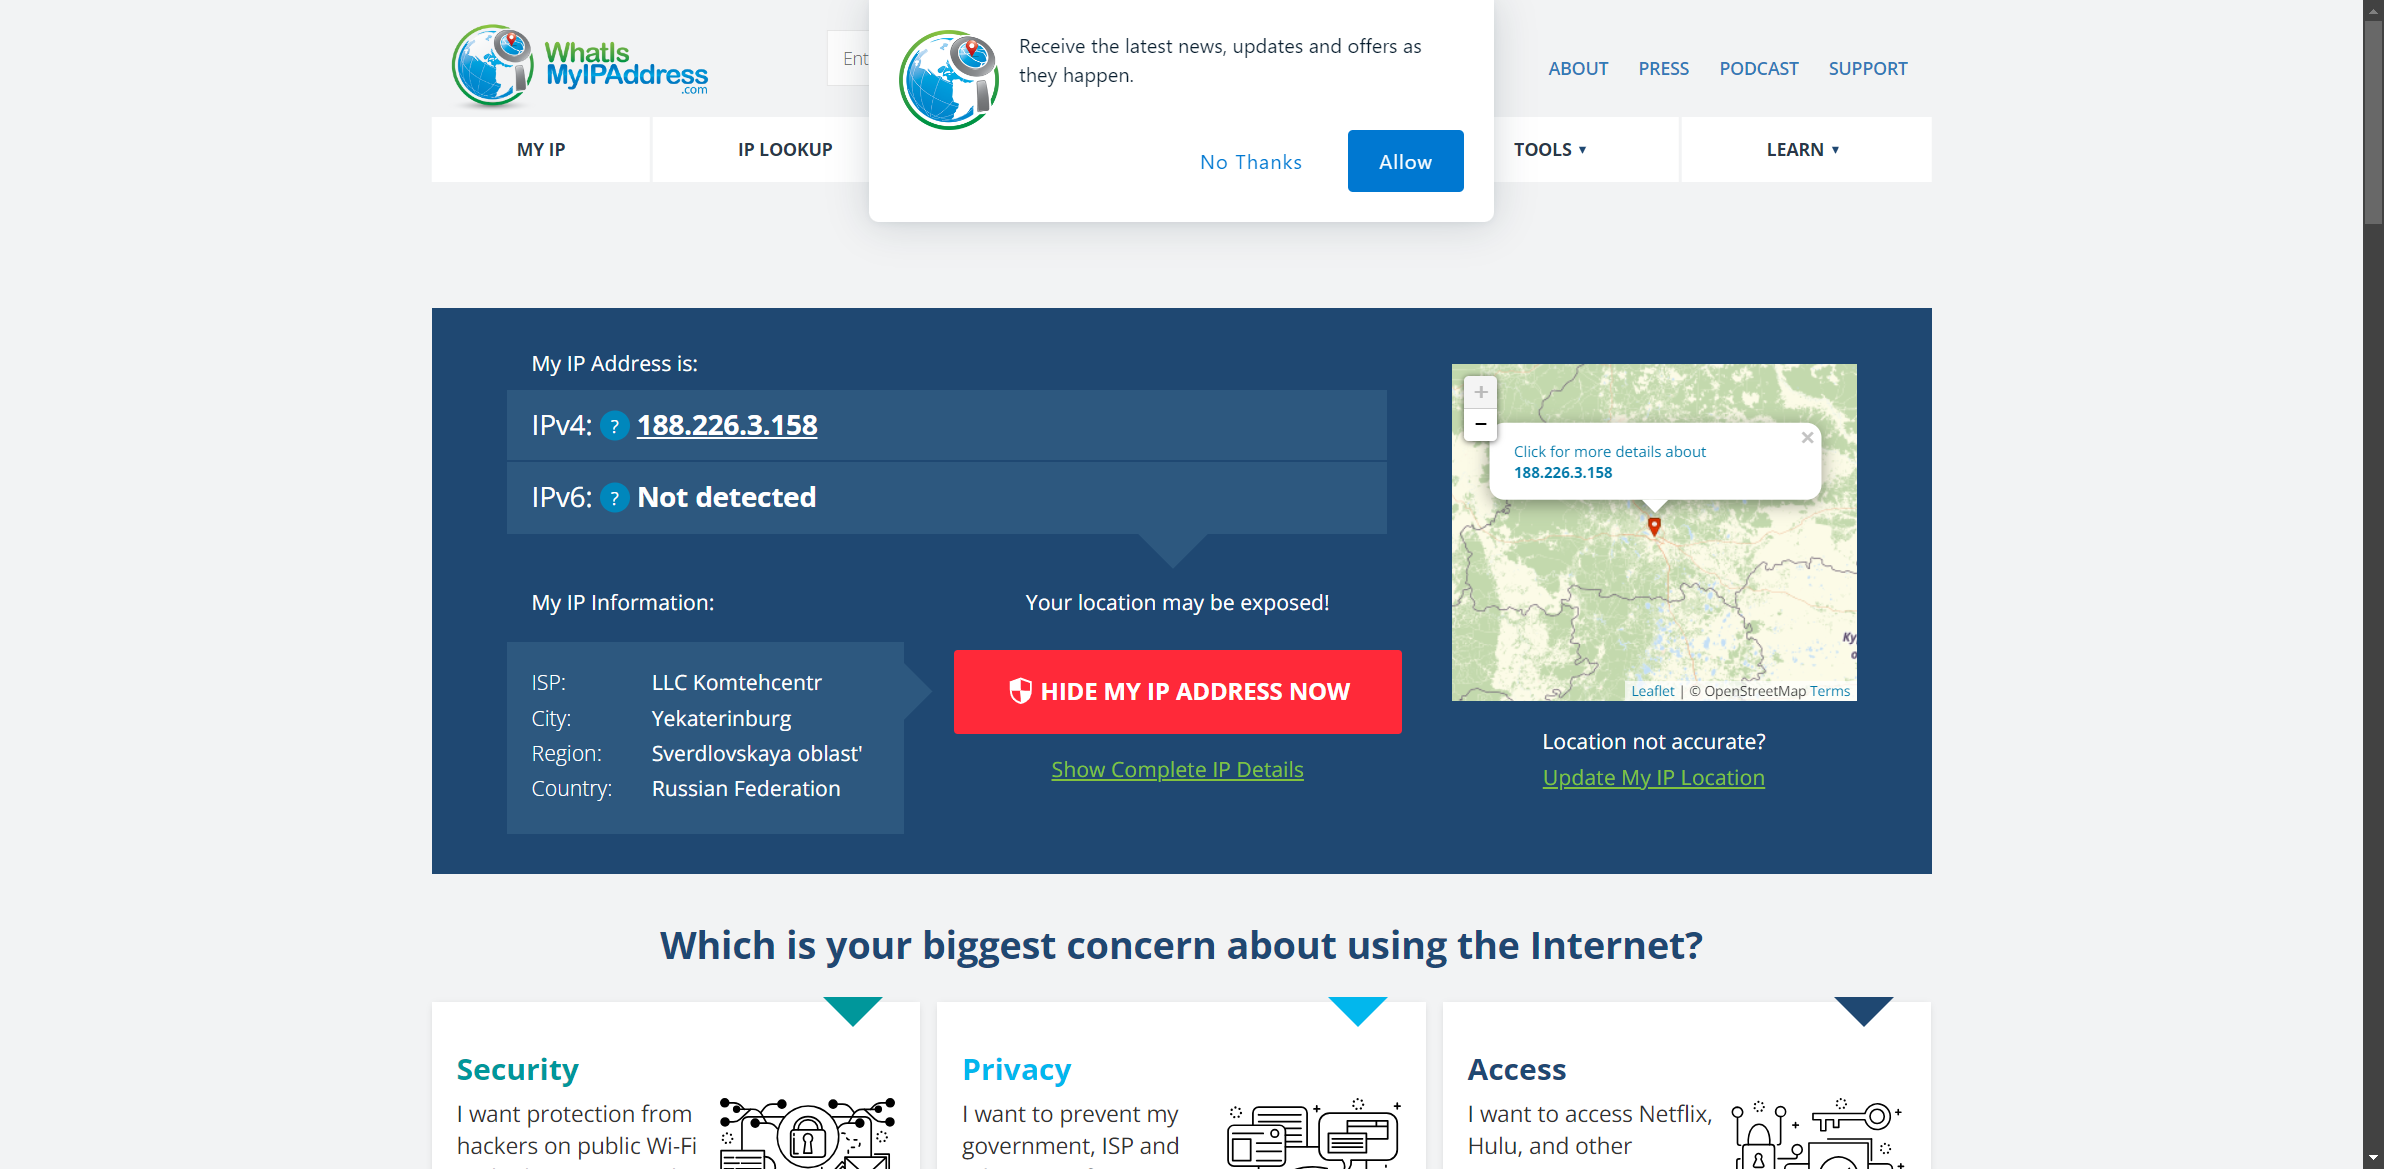 WhatIs
MyIPAddress
.com
Ent
Receive the latest news, updates and offers as
they happen.
No Thanks
Allow
ABOUT
PRESS
PODCAST
SUPPORT
MY IP
IP LOOKUP
TOOLS ▾
LEARN ▾
My IP Address is:
IPv4: ? 188.226.3.158
IPv6: ? Not detected
+
−
Click for more details about
188.226.3.158
×
Leaflet | © OpenStreetMap Terms
My IP Information:
ISP: LLC Komtehcentr
City: Yekaterinburg
Region: Sverdlovskaya oblast'
Country: Russian Federation
Your location may be exposed!
HIDE MY IP ADDRESS NOW
Show Complete IP Details
Location not accurate?
Update My IP Location
Which is your biggest concern about using the Internet?
Security
I want protection from
hackers on public Wi-Fi
Privacy
I want to prevent my
government, ISP and
Access
I want to access Netflix,
Hulu, and other